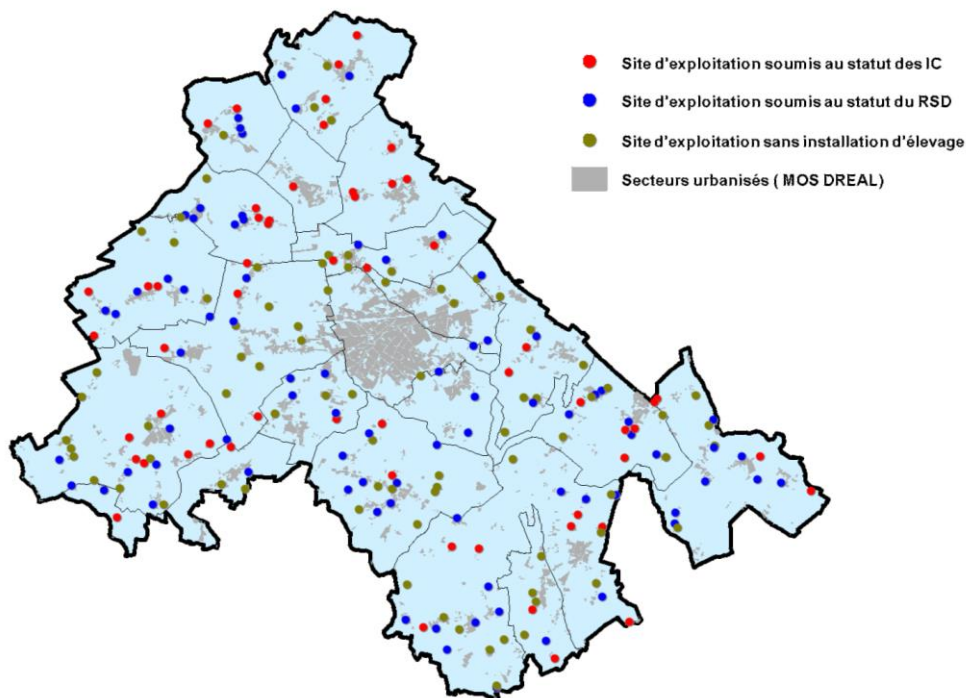 Site d'exploitation soumis au statut des IC
Site d'exploitation soumis au statut du RSD
Site d'exploitation sans installation d'élevage
Secteurs urbanisés ( MOS DREAL)